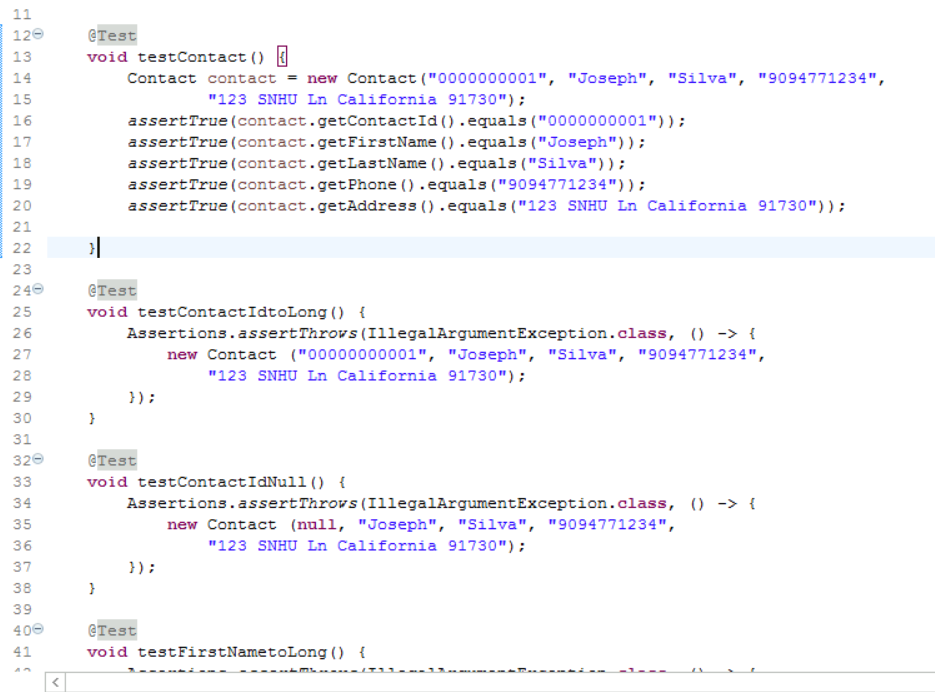 11
12 @Test
13 void testContact() {
14 Contact contact = new Contact("0000000001", "Joseph", "Silva", "9094771234",
15 "123 SNHU Ln California 91730");
16 assertTrue(contact.getContactId().equals("0000000001"));
17 assertTrue(contact.getFirstName().equals("Joseph"));
18 assertTrue(contact.getLastName().equals("Silva"));
19 assertTrue(contact.getPhone().equals("9094771234"));
20 assertTrue(contact.getAddress().equals("123 SNHU Ln California 91730"));
21
22 }
23
24 @Test
25 void testContactIdtoLong() {
26 Assertions.assertThrows(IllegalArgumentException.class, () -> {
27 new Contact ("00000000001", "Joseph", "Silva", "9094771234",
28 "123 SNHU Ln California 91730");
29 });
30 }
31
32 @Test
33 void testContactIdNull() {
34 Assertions.assertThrows(IllegalArgumentException.class, () -> {
35 new Contact (null, "Joseph", "Silva", "9094771234",
36 "123 SNHU Ln California 91730");
37 });
38 }
39
40 @Test
41 void testFirstNametoLong() {